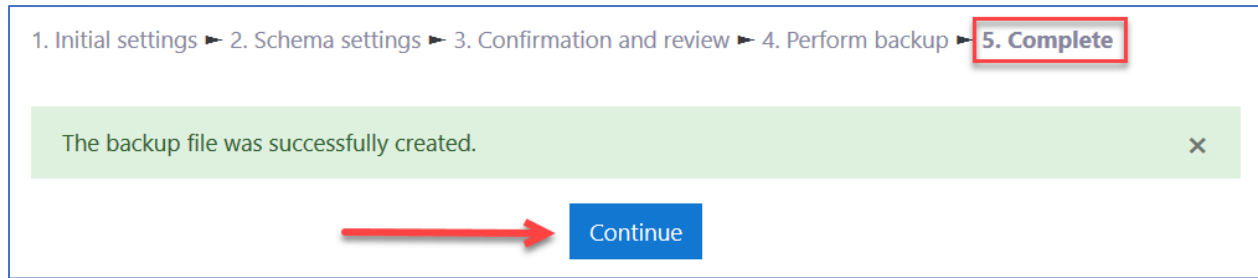 1. Initial settings ► 2. Schema settings ► 3. Confirmation and review ► 4. Perform backup ► 5. Complete
The backup file was successfully created. ×
Continue